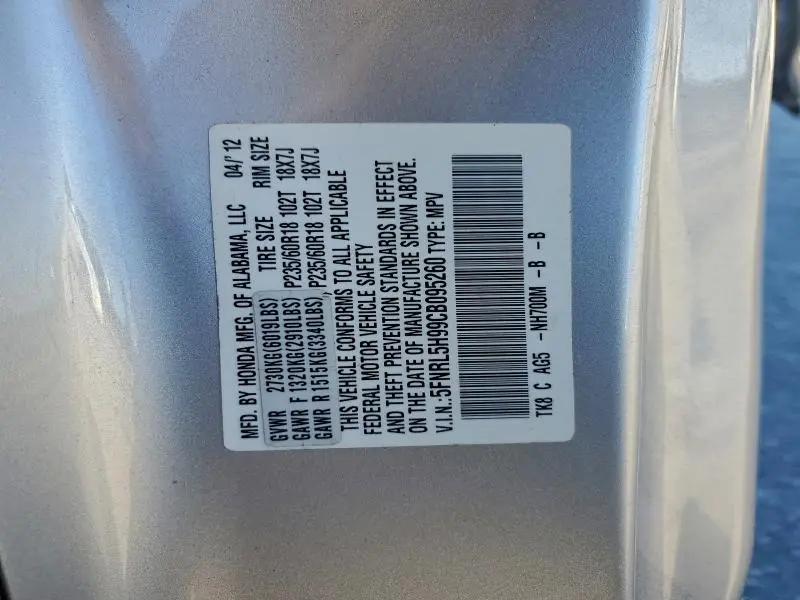 MFD. BY HONDA MFG. OF ALABAMA, LLC 04/'12
TIRE SIZE RIM SIZE
GVWR 2730KG(6019LBS)
GAWR F 1320KG(2910LBS) P235/60R18 102T 18X7J
GAWR R 1515KG(3340LBS) P235/60R18 102T 18X7J
THIS VEHICLE CONFORMS TO ALL APPLICABLE
FEDERAL MOTOR VEHICLE SAFETY
AND THEFT PREVENTION STANDARDS IN EFFECT
ON THE DATE OF MANUFACTURE SHOWN ABOVE.
V.I.N.:5FNRL5H99CB095260 TYPE: MPV
TK8 C AG5 -NH700M -B -B